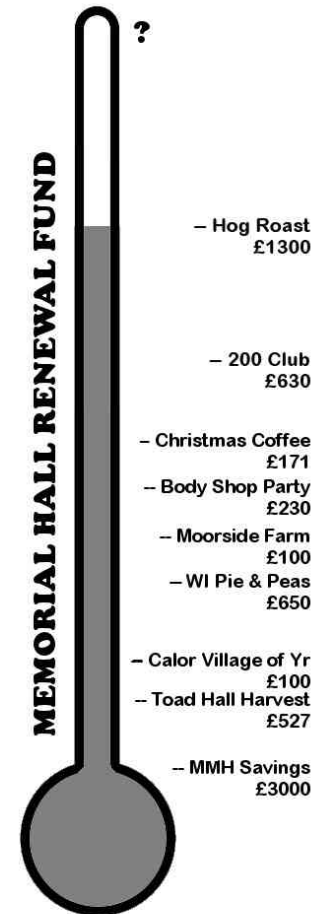 ?
MEMORIAL HALL RENEWAL FUND
– Hog Roast
£1300
– 200 Club
£630
– Christmas Coffee
£171
-- Body Shop Party
£230
-- Moorside Farm
£100
– WI Pie & Peas
£650
– Calor Village of Yr
£100
-- Toad Hall Harvest
£527
-- MMH Savings
£3000